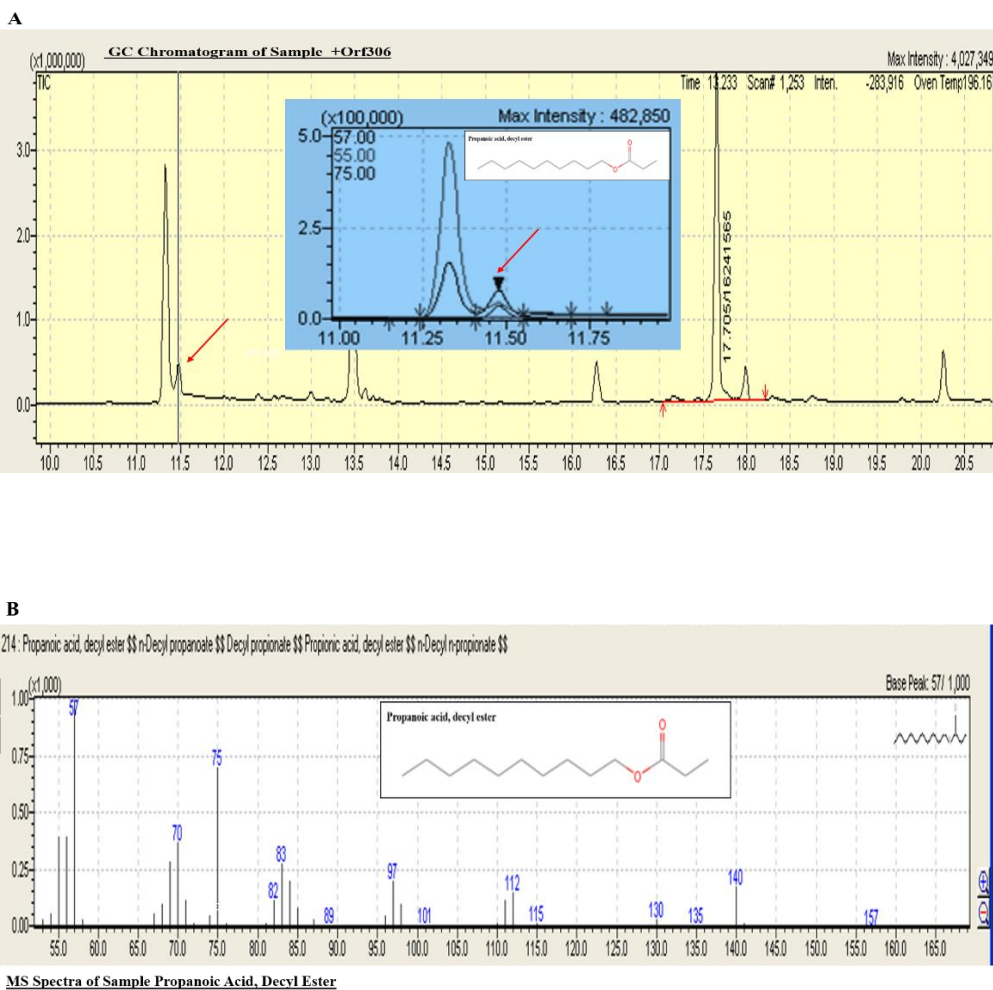 A
GC Chromatogram of Sample +Orf306
(x1,000,000)
Max Intensity : 4,027,349
TIC
Time 13.233 Scan# 1,253 Inten. -283,916 Oven Temp 196.16
(x100,000)
Max Intensity : 482,850
5.0
57.00
55.00
75.00
Propanoic acid, decyl ester
O
O
2.5
0.0
11.00 11.25 11.50 11.75
3.0
2.0
1.0
0.0
17.705/16241565
10.0 10.5 11.0 11.5 12.0 12.5 13.0 13.5 14.0 14.5 15.0 15.5 16.0 16.5 17.0 17.5 18.0 18.5 19.0 19.5 20.0 20.5
B
214 : Propanoic acid, decyl ester $$ n-Decyl propanoate $$ Decyl propionate $$ Propionic acid, decyl ester $$ n-Decyl n-propionate $$
(x1,000)
Base Peak: 57/ 1,000
1.00
0.75
0.50
0.25
0.00
Propanoic acid, decyl ester
O
O
57
75
70
82
83
89
97
101
112
115
130
135
140
157
55.0 60.0 65.0 70.0 75.0 80.0 85.0 90.0 95.0 100.0 105.0 110.0 115.0 120.0 125.0 130.0 135.0 140.0 145.0 150.0 155.0 160.0 165.0
MS Spectra of Sample Propanoic Acid, Decyl Ester